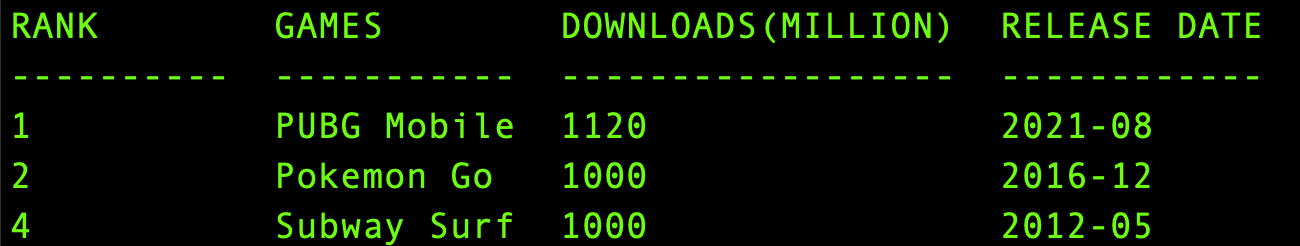 RANK        GAMES        DOWNLOADS(MILLION)  RELEASE DATE
----------  -----------  ------------------  ------------
1           PUBG Mobile  1120                2021-08
2           Pokemon Go   1000                2016-12
4           Subway Surf  1000                2012-05